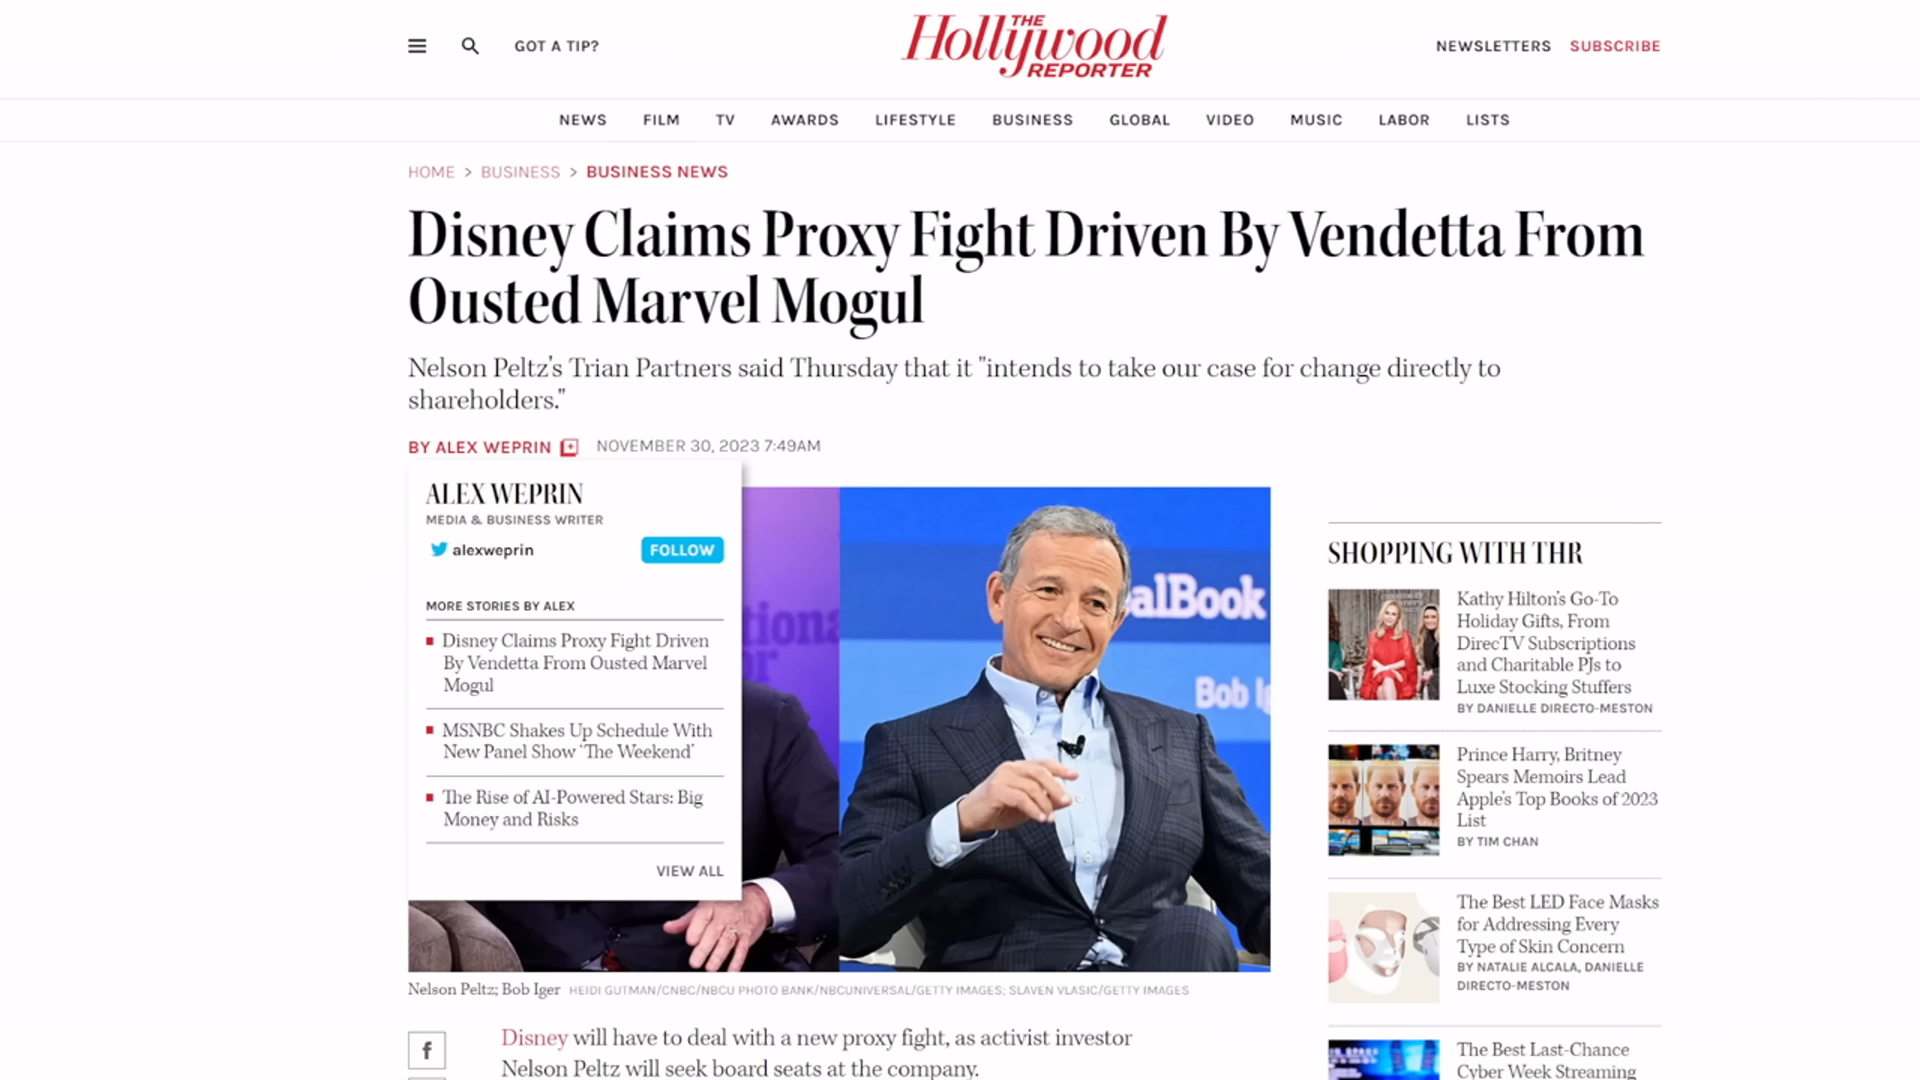 GOT A TIP?
THE
Hollywood
REPORTER
NEWSLETTERS SUBSCRIBE
NEWS FILM TV AWARDS LIFESTYLE BUSINESS GLOBAL VIDEO MUSIC LABOR LISTS
HOME > BUSINESS > BUSINESS NEWS
Disney Claims Proxy Fight Driven By Vendetta From
Ousted Marvel Mogul
Nelson Peltz's Trian Partners said Thursday that it "intends to take our case for change directly to
shareholders."
BY ALEX WEPRIN NOVEMBER 30, 2023 7:49AM
ALEX WEPRIN
MEDIA & BUSINESS WRITER
alexweprin FOLLOW
MORE STORIES BY ALEX
Disney Claims Proxy Fight Driven
By Vendetta From Ousted Marvel
Mogul
MSNBC Shakes Up Schedule With
New Panel Show ‘The Weekend’
The Rise of AI-Powered Stars: Big
Money and Risks
VIEW ALL
tiona
or
alBook
Bob Ig
Nelson Peltz; Bob Iger HEIDI GUTMAN/CNBC/NBCU PHOTO BANK/NBCUNIVERSAL/GETTY IMAGES; SLAVEN VLASIC/GETTY IMAGES
f
Disney will have to deal with a new proxy fight, as activist investor
Nelson Peltz will seek board seats at the company.
SHOPPING WITH THR
Kathy Hilton’s Go-To
Holiday Gifts, From
DirecTV Subscriptions
and Charitable PJs to
Luxe Stocking Stuffers
BY DANIELLE DIRECTO-MESTON
Prince Harry, Britney
Spears Memoirs Lead
Apple’s Top Books of 2023
List
BY TIM CHAN
The Best LED Face Masks
for Addressing Every
Type of Skin Concern
BY NATALIE ALCALA, DANIELLE
DIRECTO-MESTON
The Best Last-Chance
Cyber Week Streaming